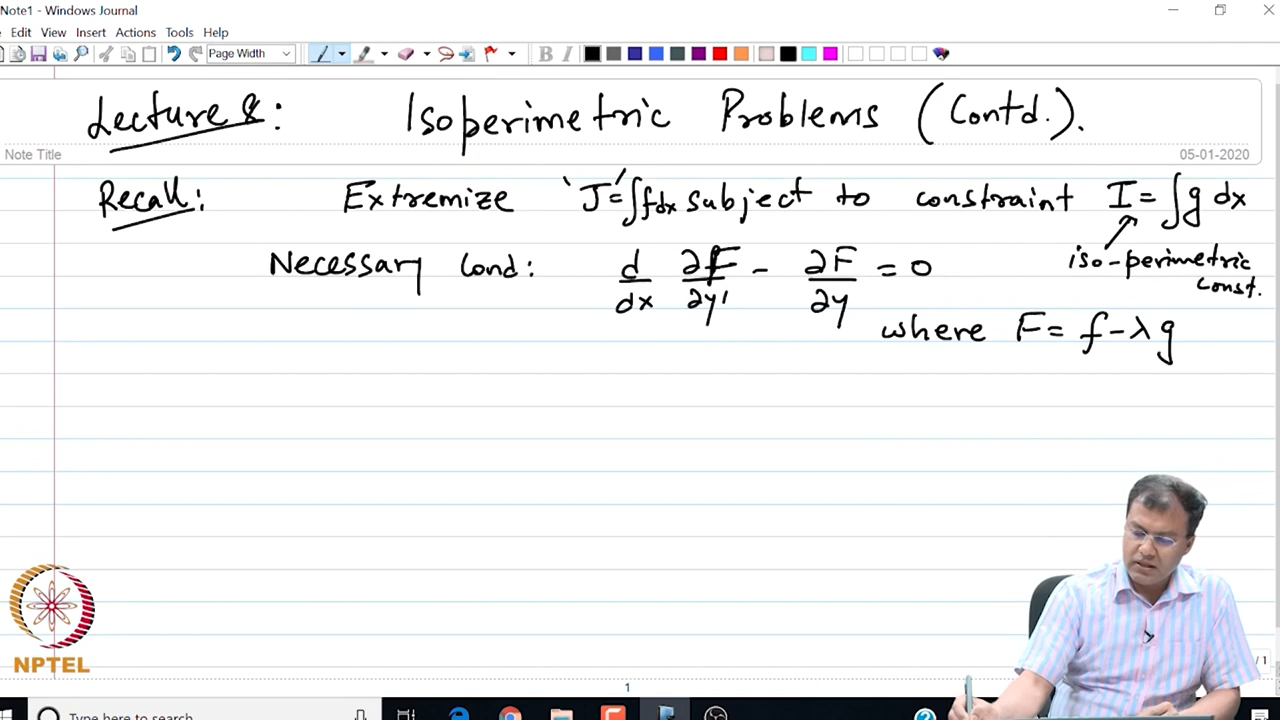 Note1 - Windows Journal
Edit View Insert Actions Tools Help
Page Width
Lecture 8: Isoperimetric Problems (Contd.).
Note Title
05-01-2020
Recall: Extremize 'J'=∫fdx subject to constraint I = ∫g dx
iso-perimetric
const.
Necessary Cond: d/dx ∂F/∂y' - ∂F/∂y = 0
where F = f - λg
NPTEL
/ 1
1
Type here to search